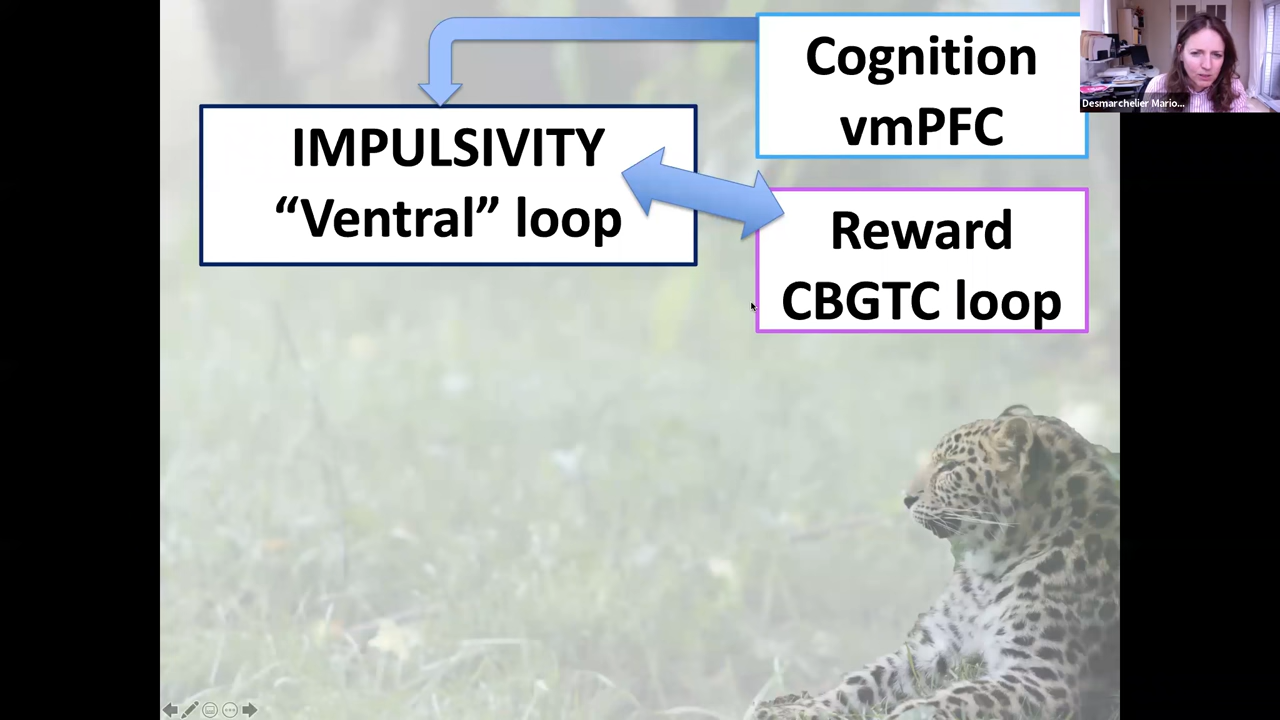 Cognition
vmPFC
Desmarchelier Mario...
IMPULSIVITY
“Ventral” loop
Reward
CBGTC loop